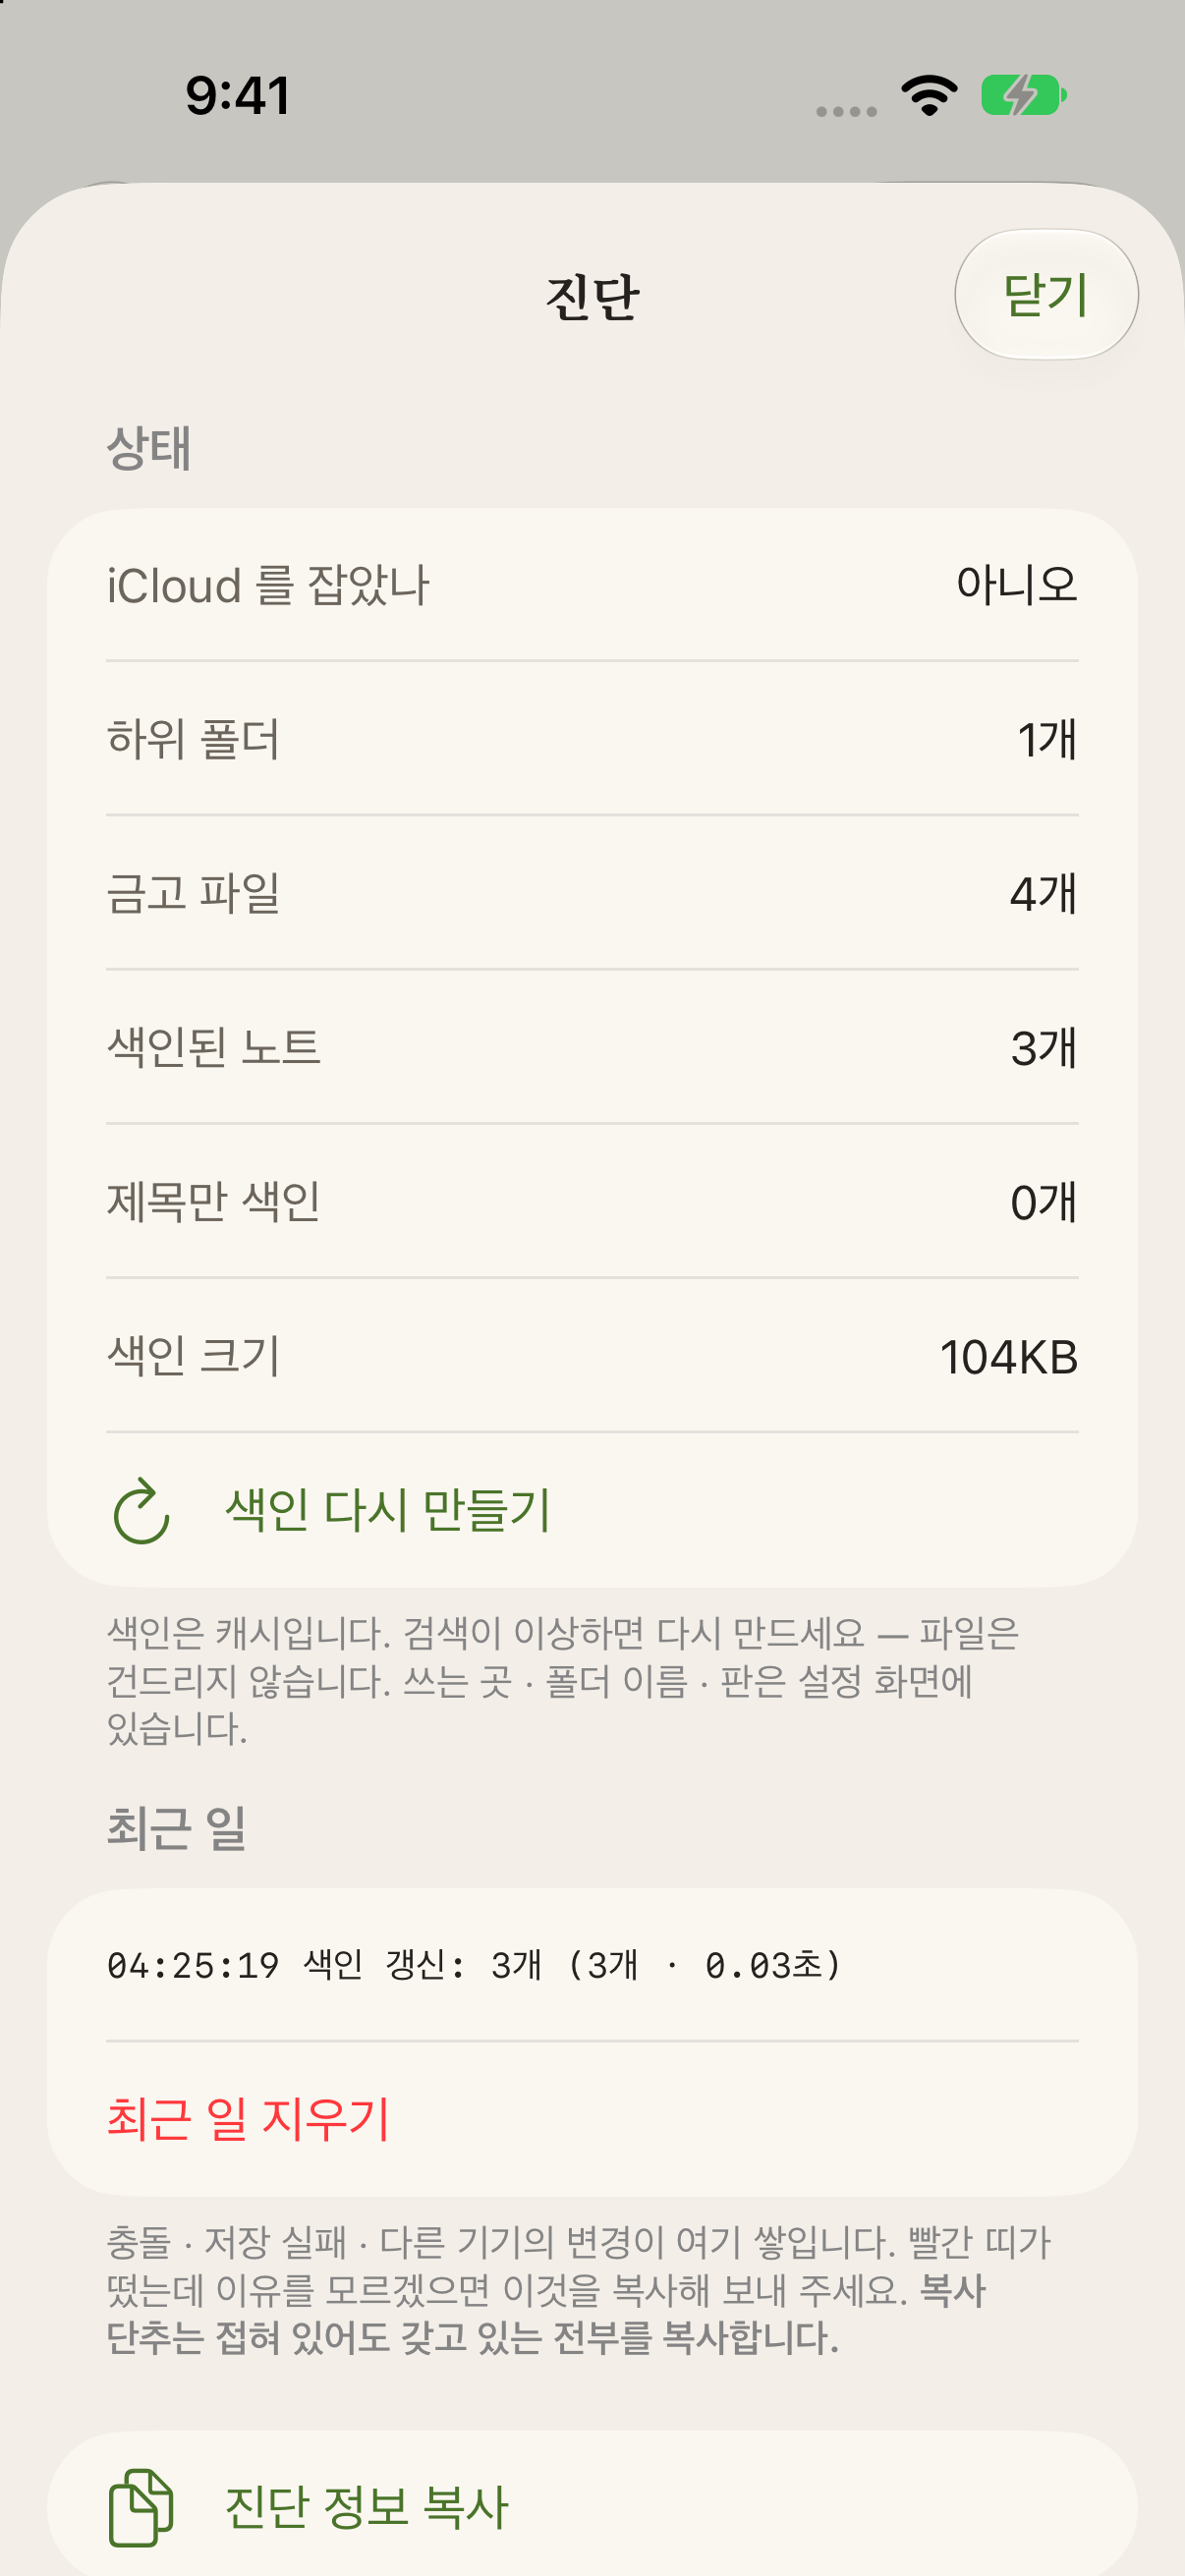 9:41
진단
닫기
상태
iCloud 를 잡았나
아니오
하위 폴더
1개
금고 파일
4개
색인된 노트
3개
제목만 색인
0개
색인 크기
104KB
색인 다시 만들기
색인은 캐시입니다. 검색이 이상하면 다시 만드세요 — 파일은
건드리지 않습니다. 쓰는 곳 · 폴더 이름 · 판은 설정 화면에
있습니다.
최근 일
04:25:19 색인 갱신: 3개 (3개 · 0.03초)
최근 일 지우기
충돌 · 저장 실패 · 다른 기기의 변경이 여기 쌓입니다. 빨간 띠가
떴는데 이유를 모르겠으면 이것을 복사해 보내 주세요. 복사
단추는 접혀 있어도 갖고 있는 전부를 복사합니다.
진단 정보 복사